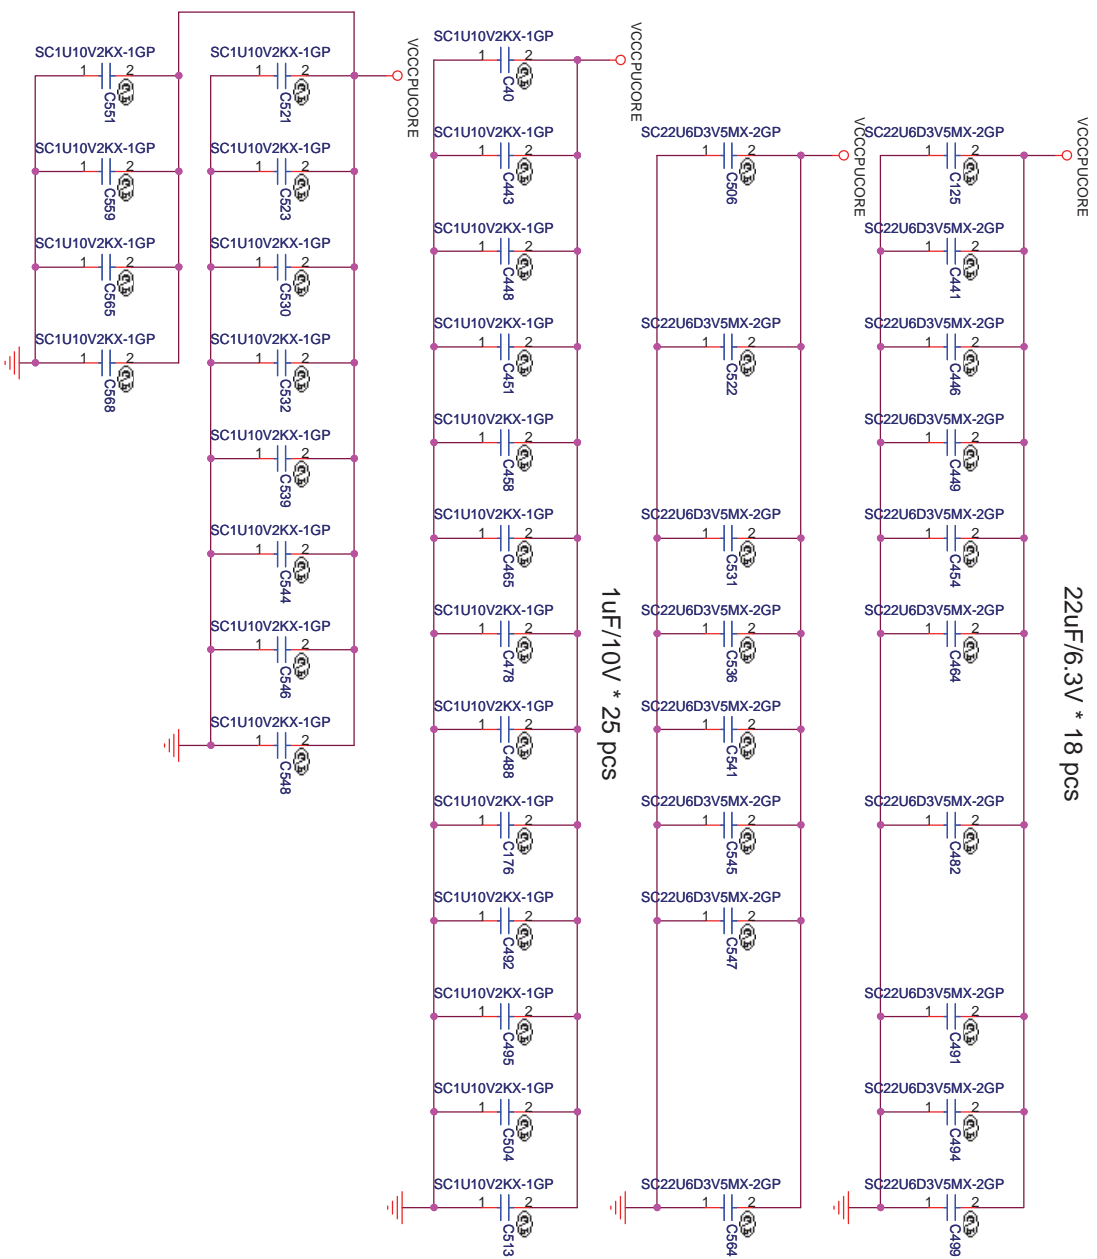 SC1U10V2KX-1GP
1 2
C551
SC1U10V2KX-1GP
1 2
C559
SC1U10V2KX-1GP
1 2
C565
SC1U10V2KX-1GP
1 2
C568
VCCCPUCORE
SC1U10V2KX-1GP
1 2
C521
SC1U10V2KX-1GP
1 2
C523
SC1U10V2KX-1GP
1 2
C530
SC1U10V2KX-1GP
1 2
C532
SC1U10V2KX-1GP
1 2
C539
SC1U10V2KX-1GP
1 2
C544
SC1U10V2KX-1GP
1 2
C546
SC1U10V2KX-1GP
1 2
C548
VCCCPUCORE
SC1U10V2KX-1GP
1 2
C40
SC1U10V2KX-1GP
1 2
C443
SC1U10V2KX-1GP
1 2
C448
SC1U10V2KX-1GP
1 2
C451
SC1U10V2KX-1GP
1 2
C458
SC1U10V2KX-1GP
1 2
C465
SC1U10V2KX-1GP
1 2
C478
SC1U10V2KX-1GP
1 2
C488
SC1U10V2KX-1GP
1 2
C176
SC1U10V2KX-1GP
1 2
C492
SC1U10V2KX-1GP
1 2
C495
SC1U10V2KX-1GP
1 2
C504
SC1U10V2KX-1GP
1 2
C513
1uF/10V * 25 pcs
VCCCPUCORE
SC22U6D3V5MX-2GP
1 2
C506
SC22U6D3V5MX-2GP
1 2
C522
SC22U6D3V5MX-2GP
1 2
C531
SC22U6D3V5MX-2GP
1 2
C536
SC22U6D3V5MX-2GP
1 2
C541
SC22U6D3V5MX-2GP
1 2
C545
SC22U6D3V5MX-2GP
1 2
C547
SC22U6D3V5MX-2GP
1 2
C564
VCCCPUCORE
SC22U6D3V5MX-2GP
1 2
C125
SC22U6D3V5MX-2GP
1 2
C441
SC22U6D3V5MX-2GP
1 2
C446
SC22U6D3V5MX-2GP
1 2
C449
SC22U6D3V5MX-2GP
1 2
C454
SC22U6D3V5MX-2GP
1 2
C464
SC22U6D3V5MX-2GP
1 2
C482
SC22U6D3V5MX-2GP
1 2
C491
SC22U6D3V5MX-2GP
1 2
C494
SC22U6D3V5MX-2GP
1 2
C499
22uF/6.3V * 18 pcs